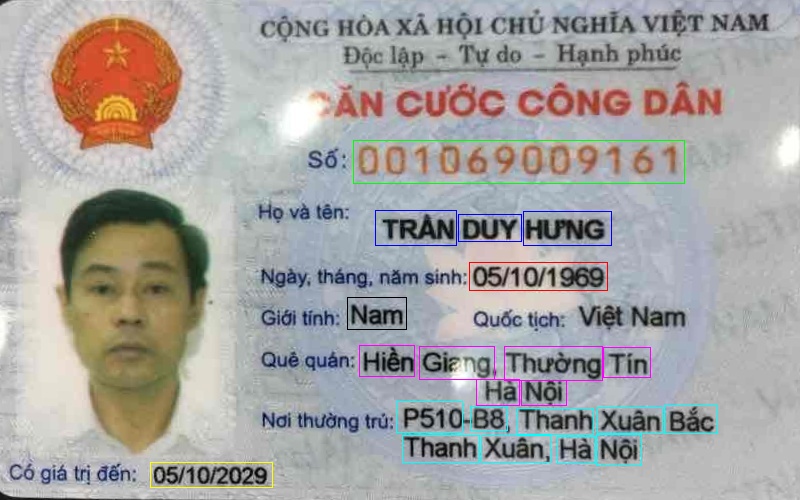 CỘNG HÒA XÃ HỘI CHỦ NGHĨA VIỆT NAM
Độc lập - Tự do - Hạnh phúc
CĂN CƯỚC CÔNG DÂN
Số: 001069009161
Họ và tên: TRẦN DUY HƯNG
Ngày, tháng, năm sinh: 05/10/1969
Giới tính: Nam Quốc tịch: Việt Nam
Quê quán: Hiền Giang, Thường Tín
Hà Nội
Nơi thường trú: P510-B8, Thanh Xuân Bắc
Thanh Xuân, Hà Nội
Có giá trị đến: 05/10/2029